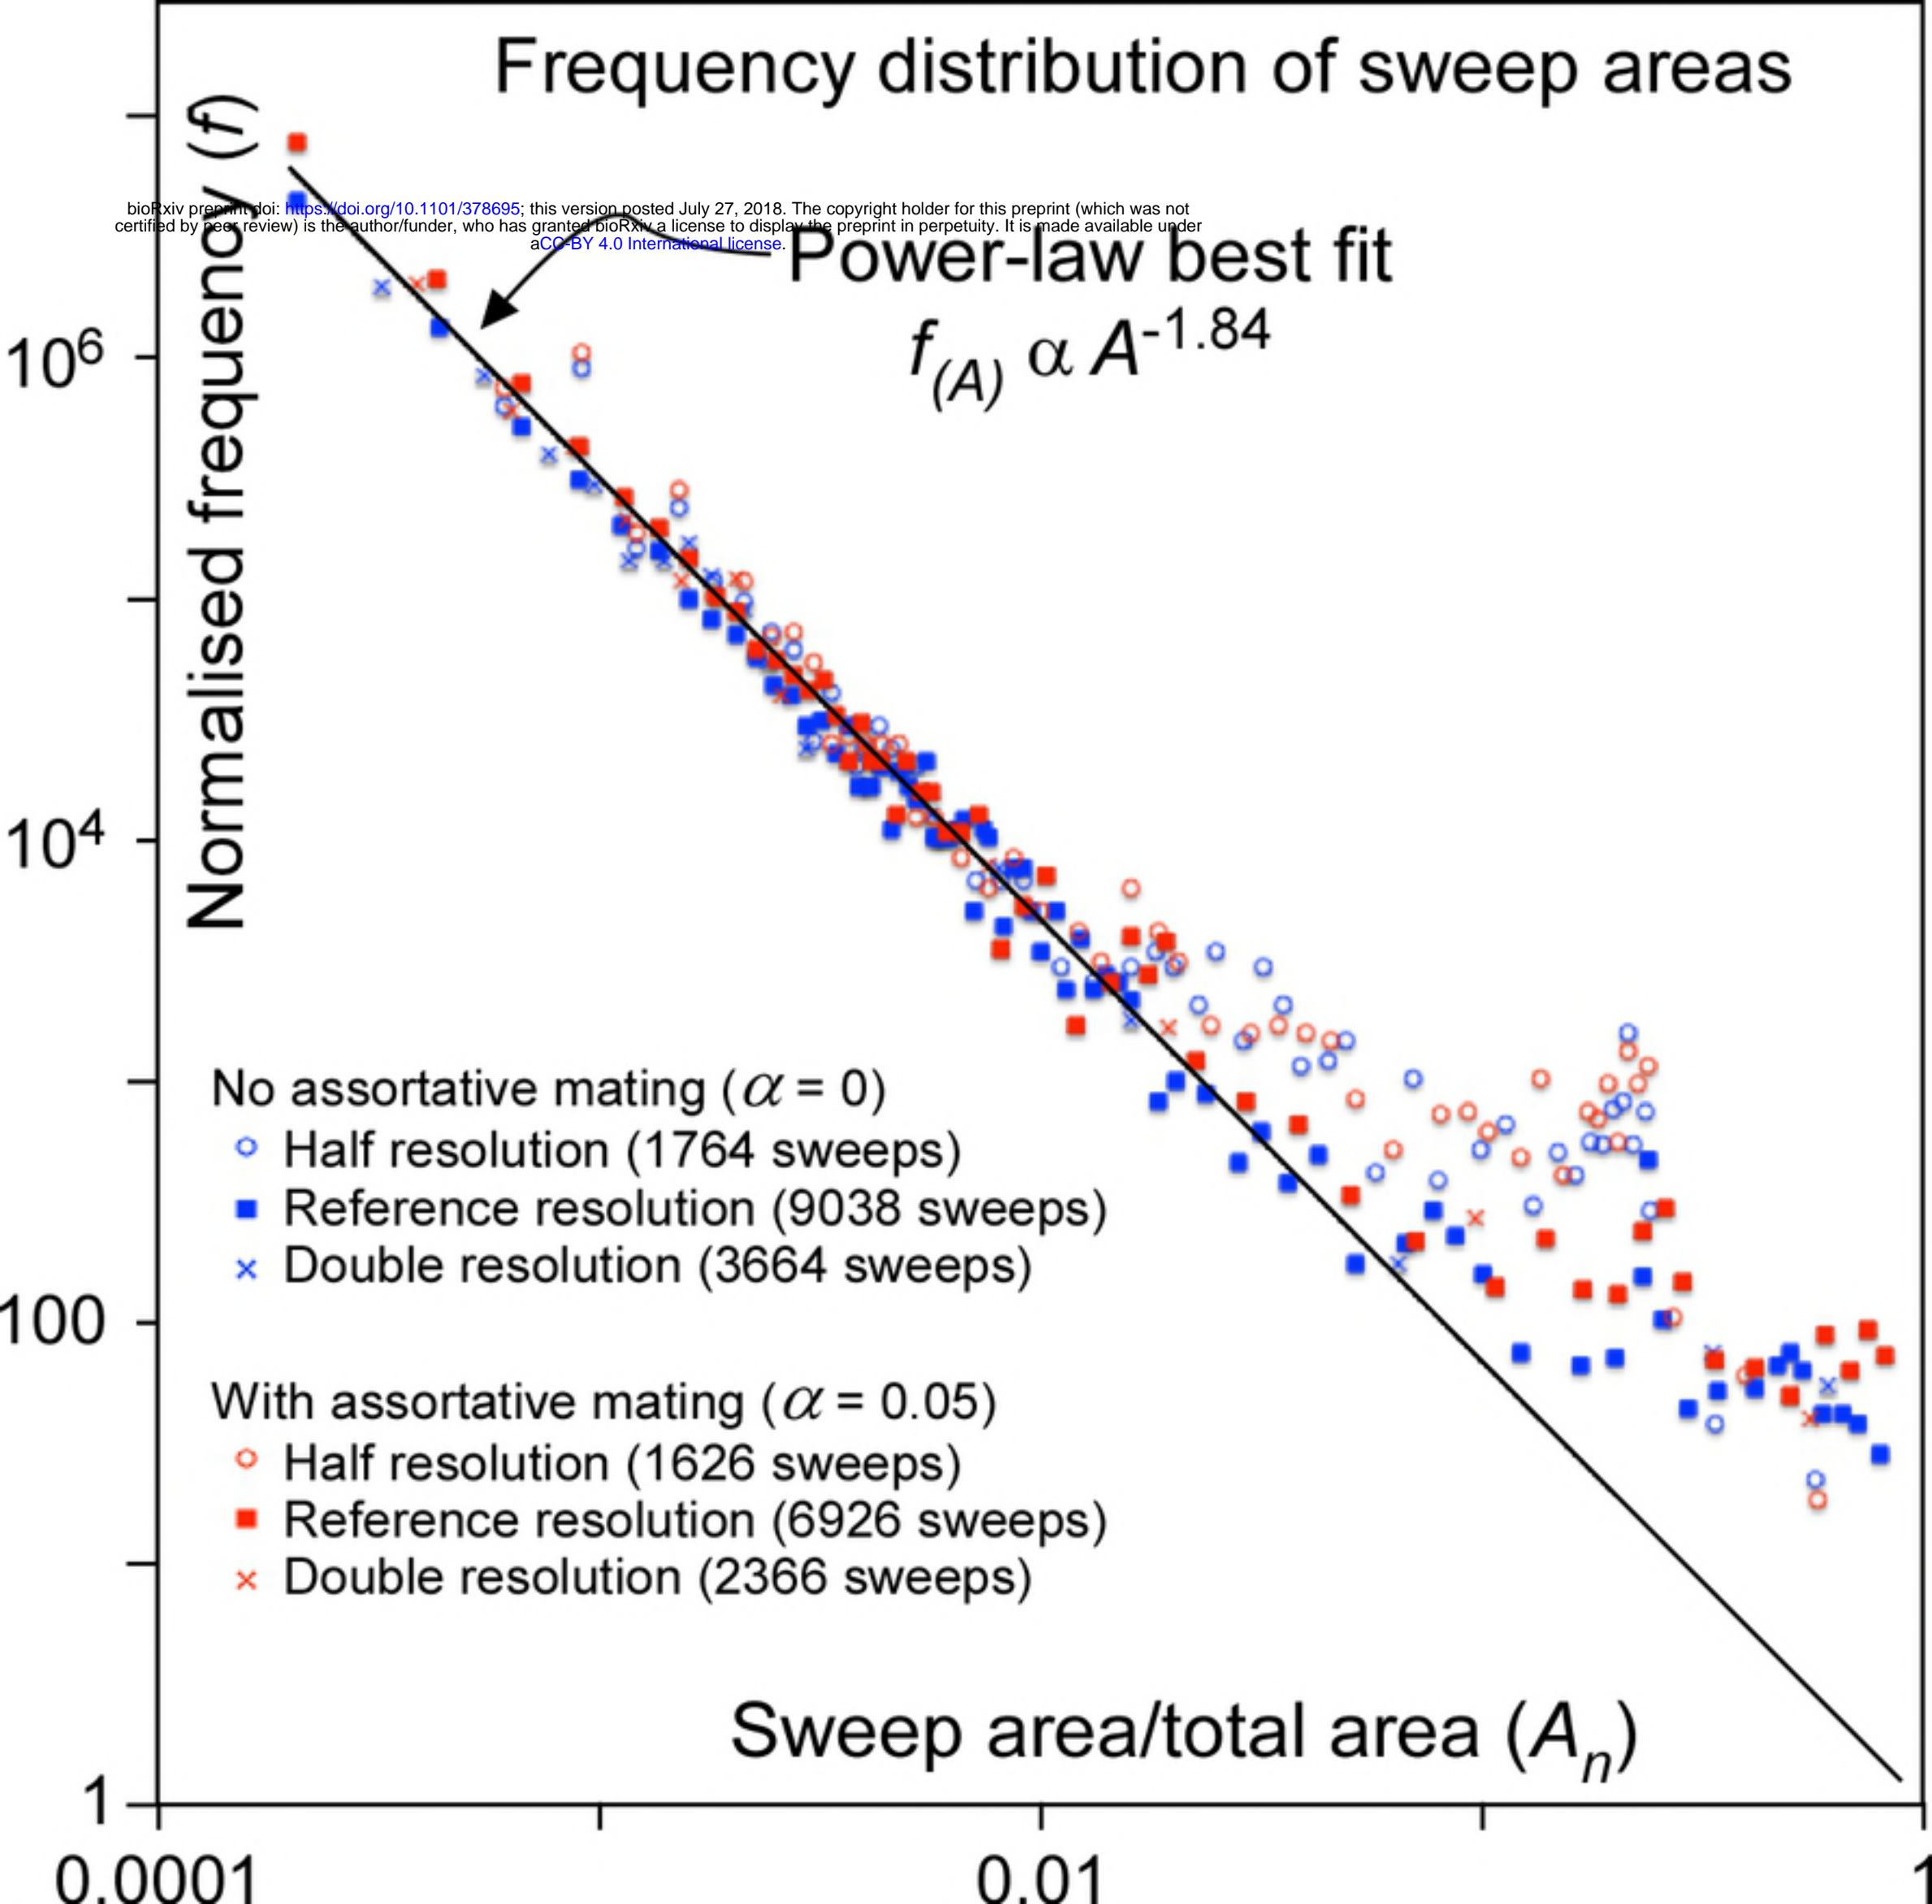 Frequency distribution of sweep areas
Normalised frequency (f)
bioRxiv preprint doi: https://doi.org/10.1101/378695; this version posted July 27, 2018. The copyright holder for this preprint (which was not
certified by peer review) is the author/funder, who has granted bioRxiv a license to display the preprint in perpetuity. It is made available under
aCC-BY 4.0 International license.
Power-law best fit
f(A) α A-1.84
10⁶
10⁴
100
1
No assortative mating (α = 0)
Half resolution (1764 sweeps)
Reference resolution (9038 sweeps)
Double resolution (3664 sweeps)
With assortative mating (α = 0.05)
Half resolution (1626 sweeps)
Reference resolution (6926 sweeps)
Double resolution (2366 sweeps)
Sweep area/total area (An)
0.0001
0.01
1